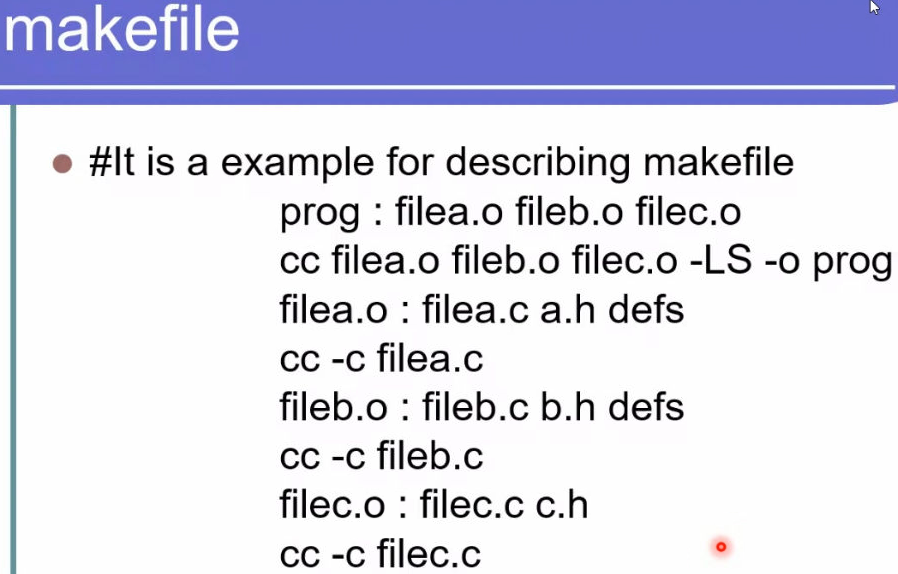 makefile
#It is a example for describing makefile
prog : filea.o fileb.o filec.o
cc filea.o fileb.o filec.o -LS -o prog
filea.o : filea.c a.h defs
cc -c filea.c
fileb.o : fileb.c b.h defs
cc -c fileb.c
filec.o : filec.c c.h
cc -c filec.c